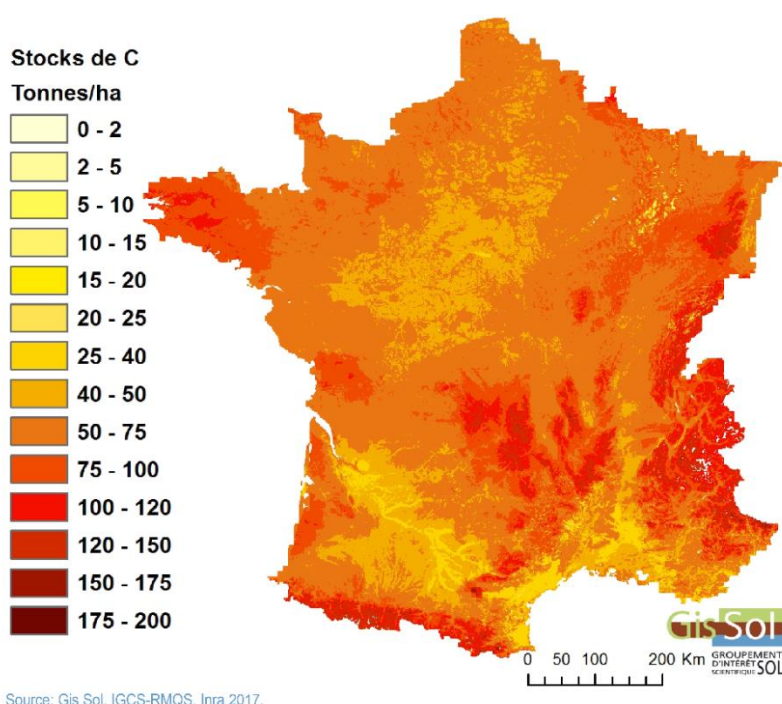 Stocks de C
Tonnes/ha
0 - 2
2 - 5
5 - 10
10 - 15
15 - 20
20 - 25
25 - 40
40 - 50
50 - 75
75 - 100
100 - 120
120 - 150
150 - 175
175 - 200
Gis Sol
GROUPEMENT
D'INTÉRÊT
SCIENTIFIQUE SOL
0 50 100 200 Km
Source: Gis Sol, IGCS-RMQS, Inra 2017.